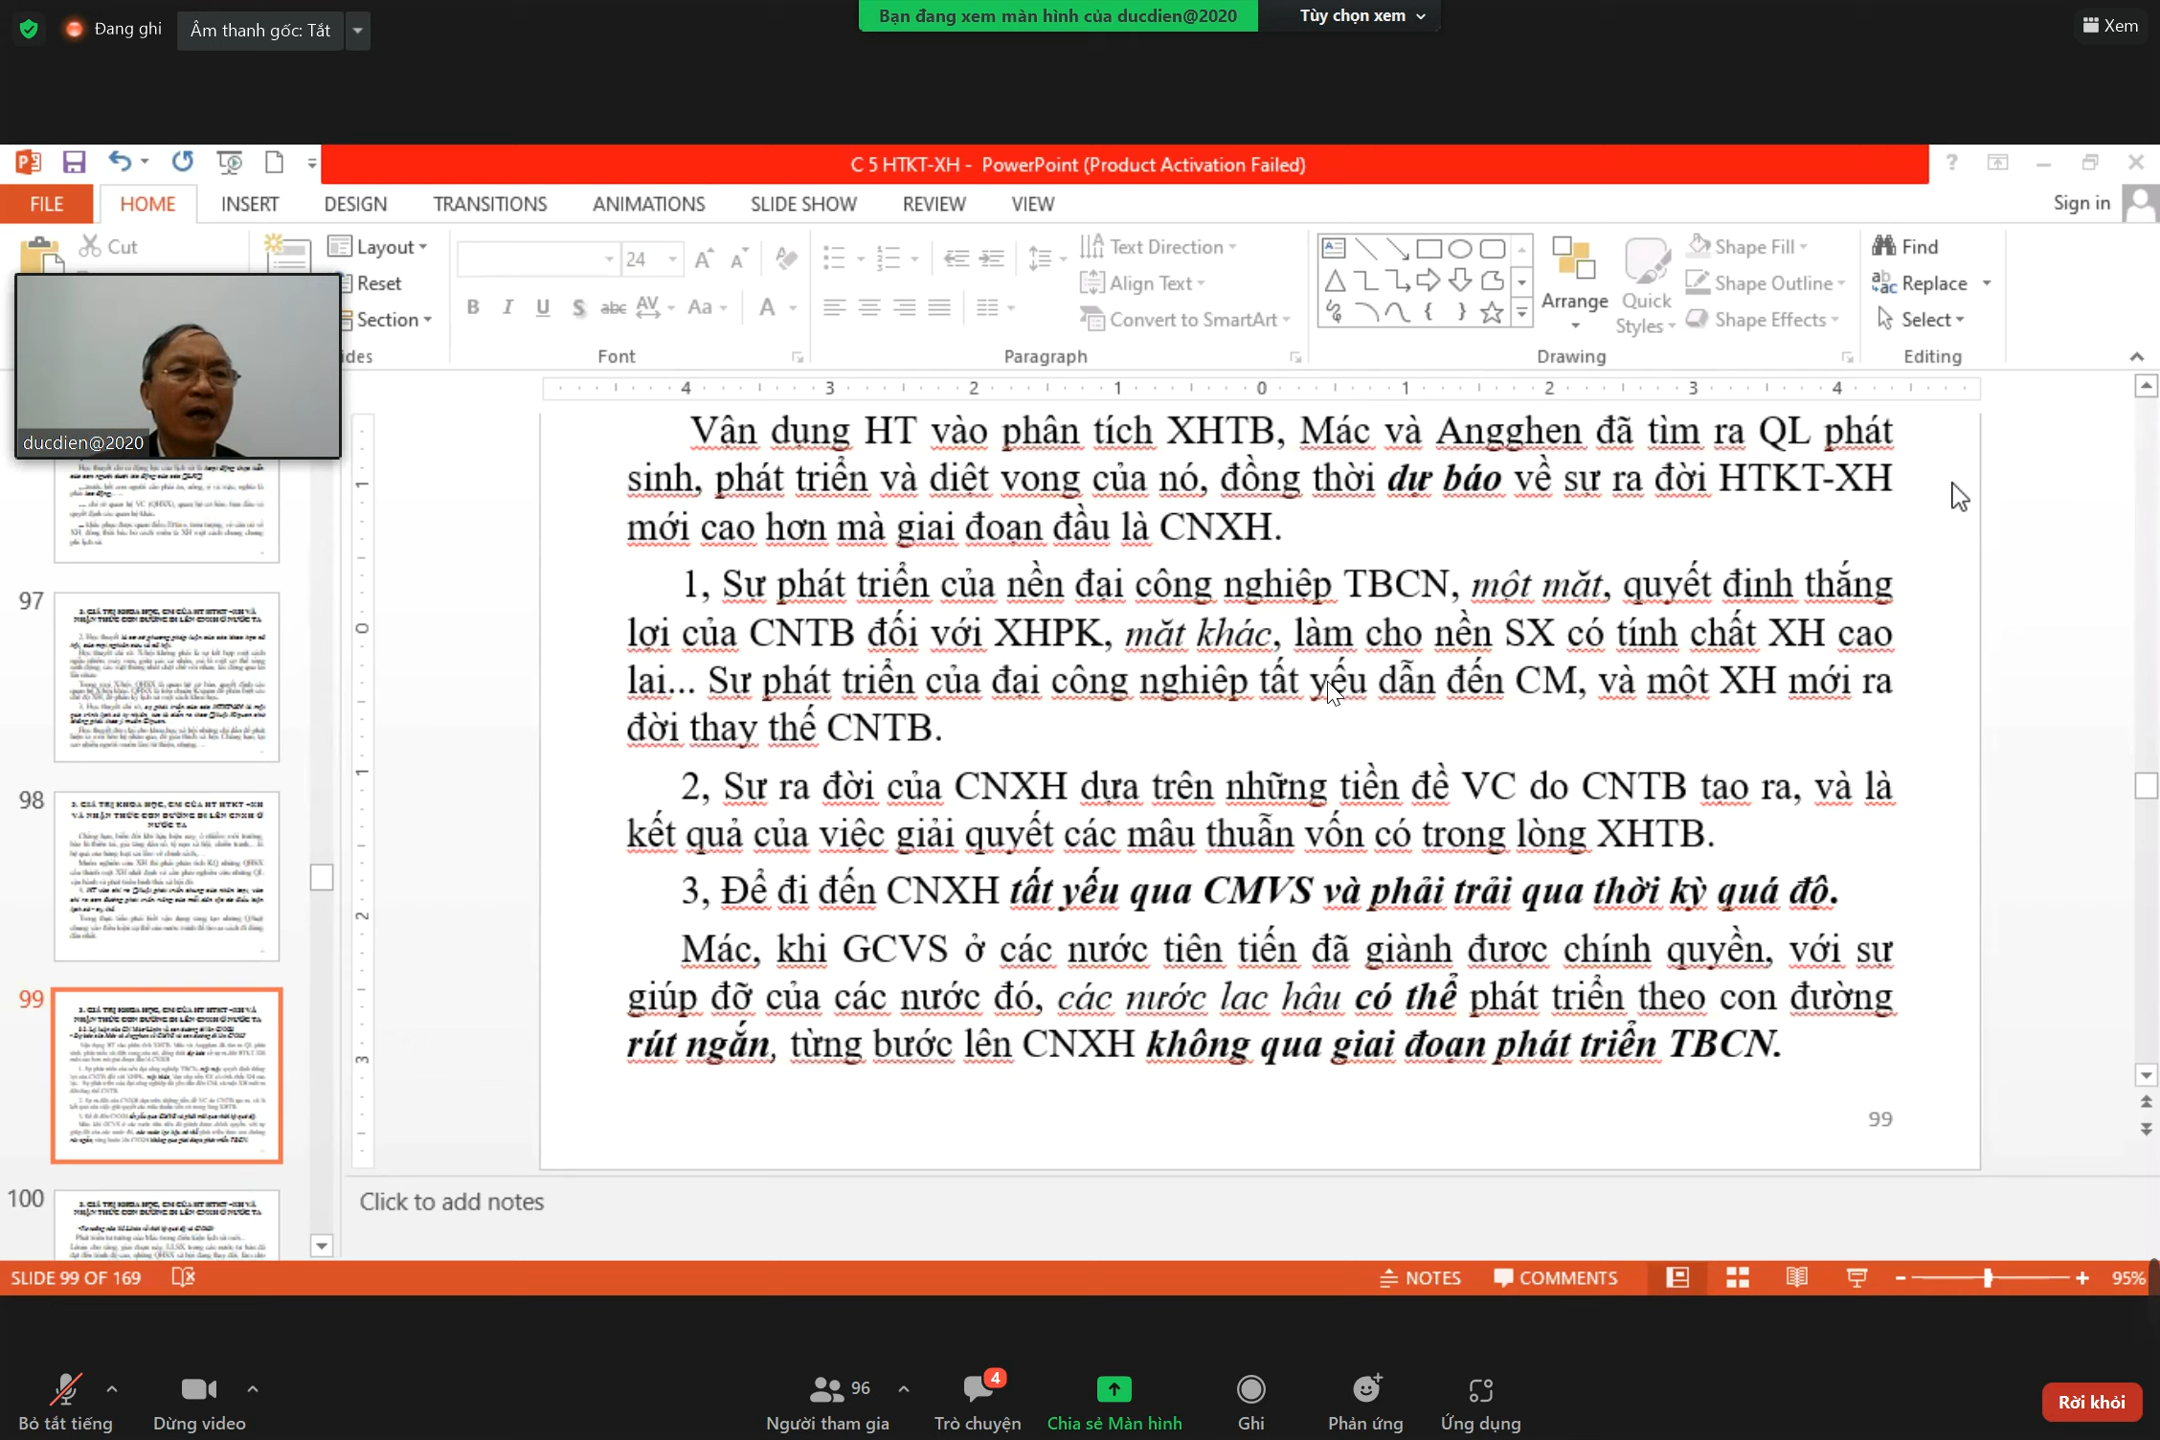 Đang ghi
Âm thanh gốc: Tắt
Bạn đang xem màn hình của ducdien@2020
Tùy chọn xem
Xem
C 5 HTKT-XH - PowerPoint (Product Activation Failed)
FILE HOME INSERT DESIGN TRANSITIONS ANIMATIONS SLIDE SHOW REVIEW VIEW
Sign in
Cut
Layout
Reset
Section
24
Text Direction
Align Text
Convert to SmartArt
Arrange
Quick Styles
Shape Fill
Shape Outline
Shape Effects
Find
Replace
Select
Font
Paragraph
Drawing
Editing
ducdien@2020
Vận dụng HT vào phân tích XHTB, Mác và Angghen đã tìm ra QL phát
sinh, phát triển và diệt vong của nó, đồng thời dự báo về sự ra đời HTKT-XH
mới cao hơn mà giai đoạn đầu là CNXH.
1, Sự phát triển của nền đại công nghiệp TBCN, một mặt, quyết định thắng
lợi của CNTB đối với XHPK, mặt khác, làm cho nền SX có tính chất XH cao
lại... Sự phát triển của đại công nghiệp tất yếu dẫn đến CM, và một XH mới ra
đời thay thế CNTB.
2, Sự ra đời của CNXH dựa trên những tiền đề VC do CNTB tạo ra, và là
kết quả của việc giải quyết các mâu thuẫn vốn có trong lòng XHTB.
3, Để đi đến CNXH tất yếu qua CMVS và phải trải qua thời kỳ quá độ.
Mác, khi GCVS ở các nước tiên tiến đã giành được chính quyền, với sự
giúp đỡ của các nước đó, các nước lạc hậu có thể phát triển theo con đường
rút ngắn, từng bước lên CNXH không qua giai đoạn phát triển TBCN.
99
97
98
99
100
Click to add notes
SLIDE 99 OF 169
NOTES
COMMENTS
95%
Bỏ tắt tiếng
Dừng video
96
Người tham gia
4
Trò chuyện
Chia sẻ Màn hình
Ghi
Phản ứng
Ứng dụng
Rời khỏi